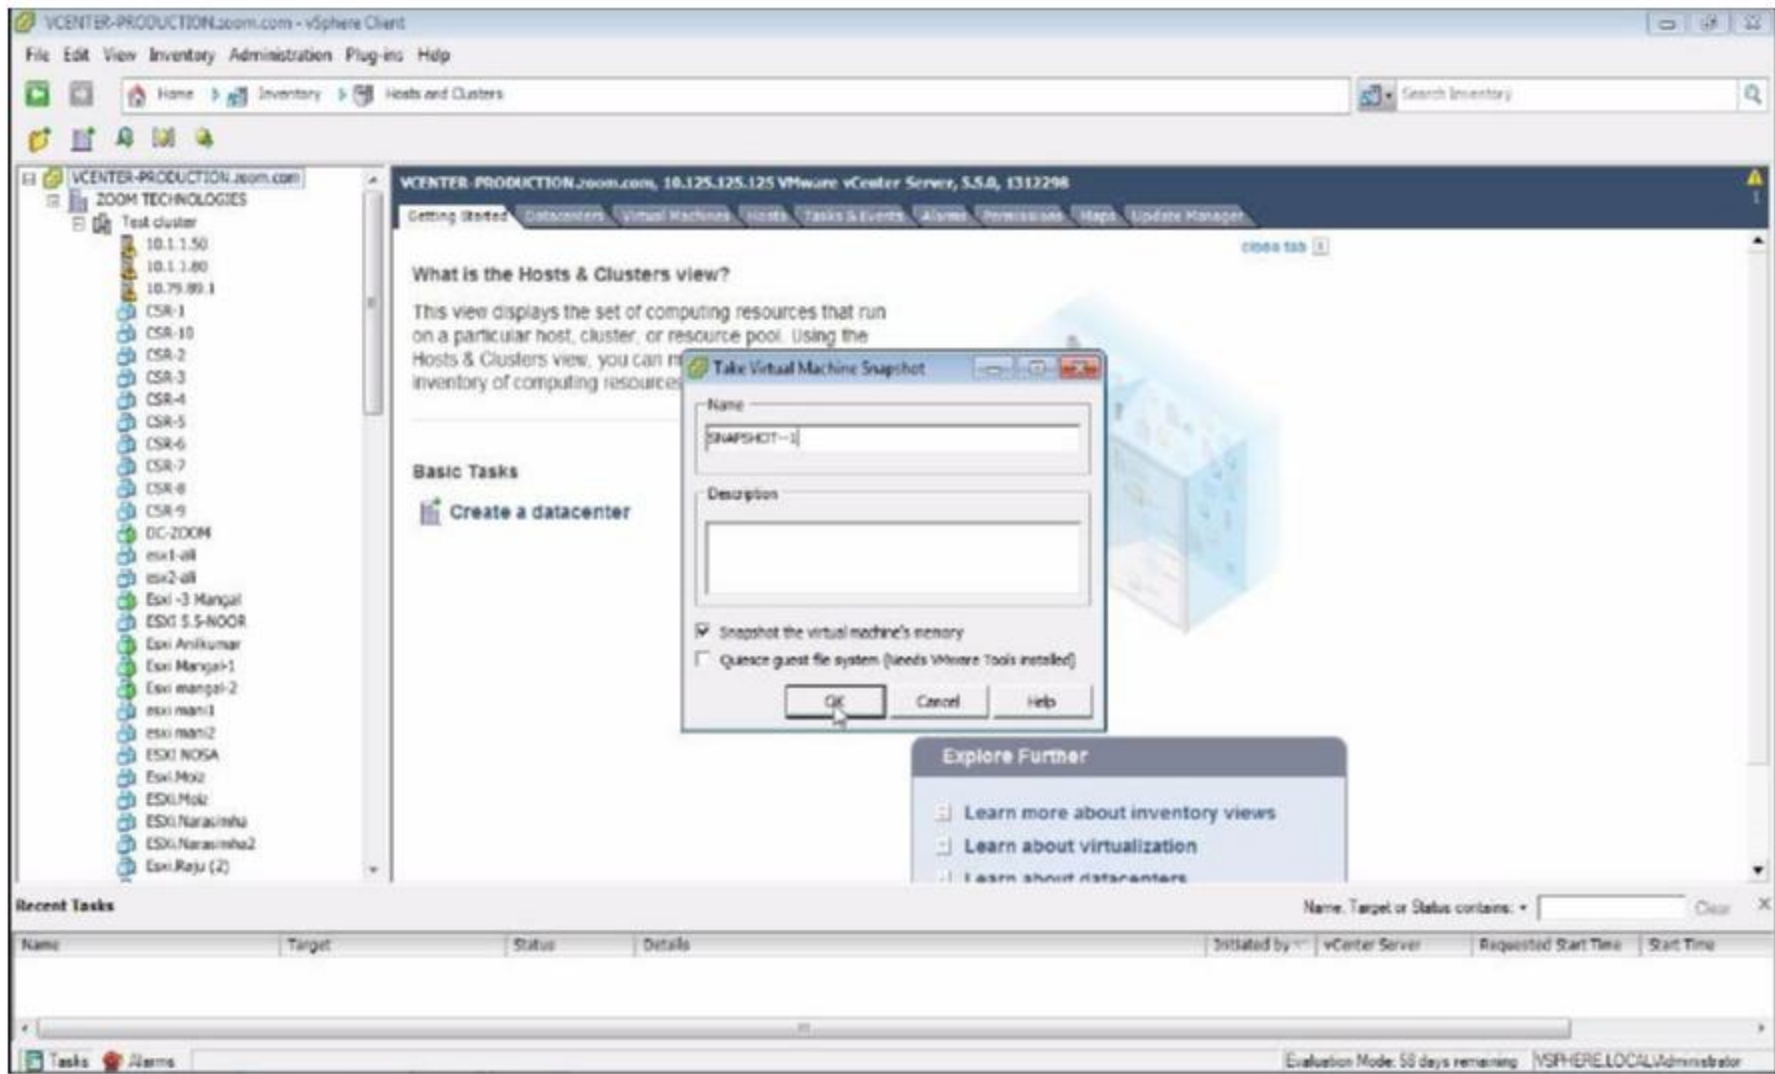 VCENTER-PRODUCTION.zoom.com - vSphere Client
File Edit View Inventory Administration Plug-ins Help
Home Inventory Hosts and Clusters
Search Inventory
VCENTER-PRODUCTION.zoom.com
ZOOM TECHNOLOGIES
Test cluster
10.1.1.50
10.1.1.80
10.79.89.1
CSR-1
CSR-10
CSR-2
CSR-3
CSR-4
CSR-5
CSR-6
CSR-7
CSR-8
CSR-9
DC-ZOOM
esx1-ali
esx2-ali
Esxi -3 Mangal
ESXI 5.5-NOOR
Esxi Anilkumar
Esxi Mangal-1
Esxi mangal-2
esxi mani1
esxi mani2
ESXI NOSA
Esxi.Moiz
ESXi.Moiz
ESXi.Narasimha
ESXi.Narasimha2
Esxi.Raju (2)
VCENTER-PRODUCTION.zoom.com, 10.125.125.125 VMware vCenter Server, 5.5.0, 1312298
Getting Started Datacenters Virtual Machines Hosts Tasks & Events Alarms Permissions Maps Update Manager
close tab
What is the Hosts & Clusters view?
This view displays the set of computing resources that run
on a particular host, cluster, or resource pool. Using the
Hosts & Clusters view, you can m
inventory of computing resources
Basic Tasks
Create a datacenter
Take Virtual Machine Snapshot
Name
SNAPSHOT--1
Description
Snapshot the virtual machine's memory
Quiesce guest file system (Needs VMware Tools installed)
OK Cancel Help
Explore Further
Learn more about inventory views
Learn about virtualization
Learn about datacenters
Recent Tasks
Name, Target or Status contains: Clear
Name Target Status Details Initiated by vCenter Server Requested Start Time Start Time
Tasks Alarms
Evaluation Mode: 58 days remaining VSPHERE.LOCAL\Administrator